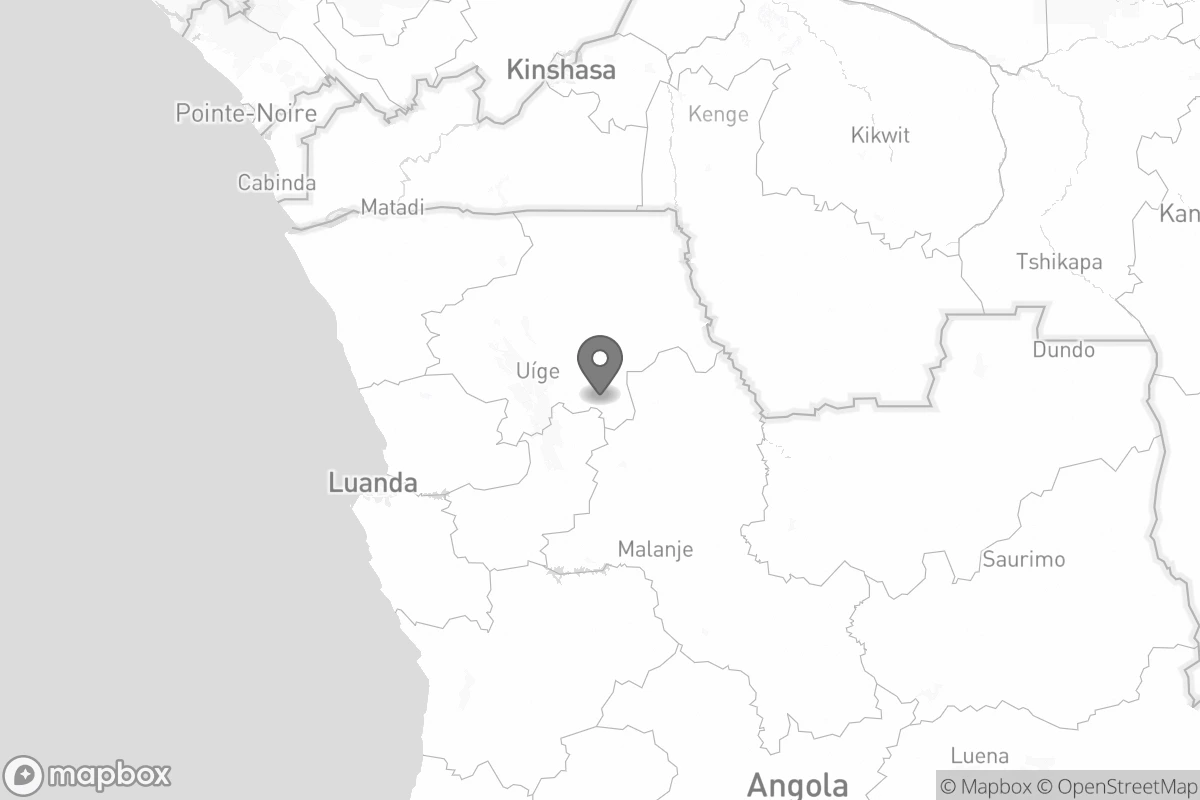 Kinshasa
Pointe-Noire
Kenge
Kikwit
Cabinda
Matadi
Kan
Tshikapa
Dundo
Uíge
Luanda
Malanje
Saurimo
Luena
Angola
mapbox
© Mapbox © OpenStreetMap